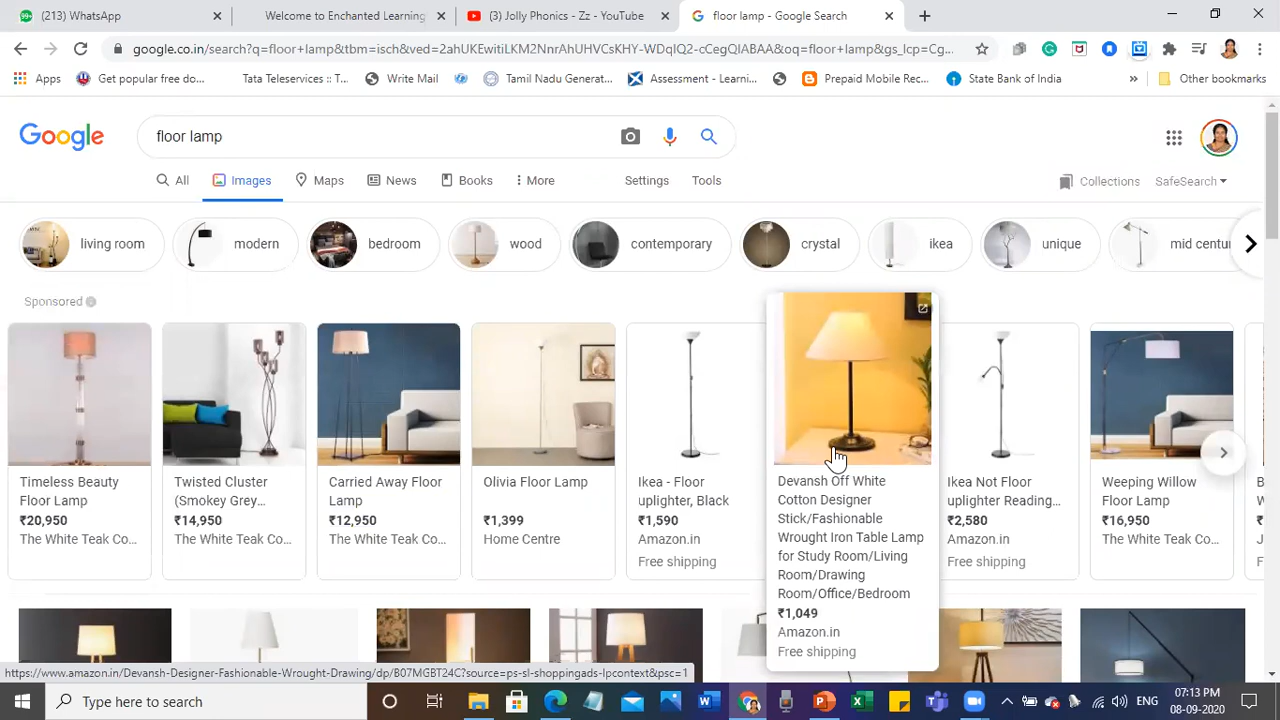 (213) WhatsApp
Welcome to Enchanted Learning
(3) Jolly Phonics - Zz - YouTube
floor lamp - Google Search
google.co.in/search?q=floor+lamp&tbm=isch&ved=2ahUKEwitiLKM2NnrAhUHVCsKHY-WDqIQ2-cCegQIABAA&oq=floor+lamp&gs_lcp=Cg...
Apps
Get popular free do...
Tata Teleservices ::. T...
Write Mail
Tamil Nadu Generat...
Assessment - Learni...
Prepaid Mobile Rec...
State Bank of India
»
Other bookmarks
Google
floor lamp
All
Images
Maps
News
Books
More
Settings
Tools
Collections
SafeSearch
living room
modern
bedroom
wood
contemporary
crystal
ikea
unique
mid centu
Sponsored
Timeless Beauty
Floor Lamp
₹20,950
The White Teak Co...
Twisted Cluster
(Smokey Grey...
₹14,950
The White Teak Co...
Carried Away Floor
Lamp
₹12,950
The White Teak Co...
Olivia Floor Lamp
₹1,399
Home Centre
Ikea - Floor
uplighter, Black
₹1,590
Amazon.in
Free shipping
Devansh Off White
Cotton Designer
Stick/Fashionable
Wrought Iron Table Lamp
for Study Room/Living
Room/Drawing
Room/Office/Bedroom
₹1,049
Amazon.in
Free shipping
Ikea Not Floor
uplighter Reading...
₹2,580
Amazon.in
Free shipping
Weeping Willow
Floor Lamp
₹16,950
The White Teak Co...
https://www.amazon.in/Devansh-Designer-Fashionable-Wrought-Drawing/dp/B07MGBT24C?source=ps-sl-shoppingads-lpcontext&psc=1
Type here to search
ENG
07:13 PM
08-09-2020